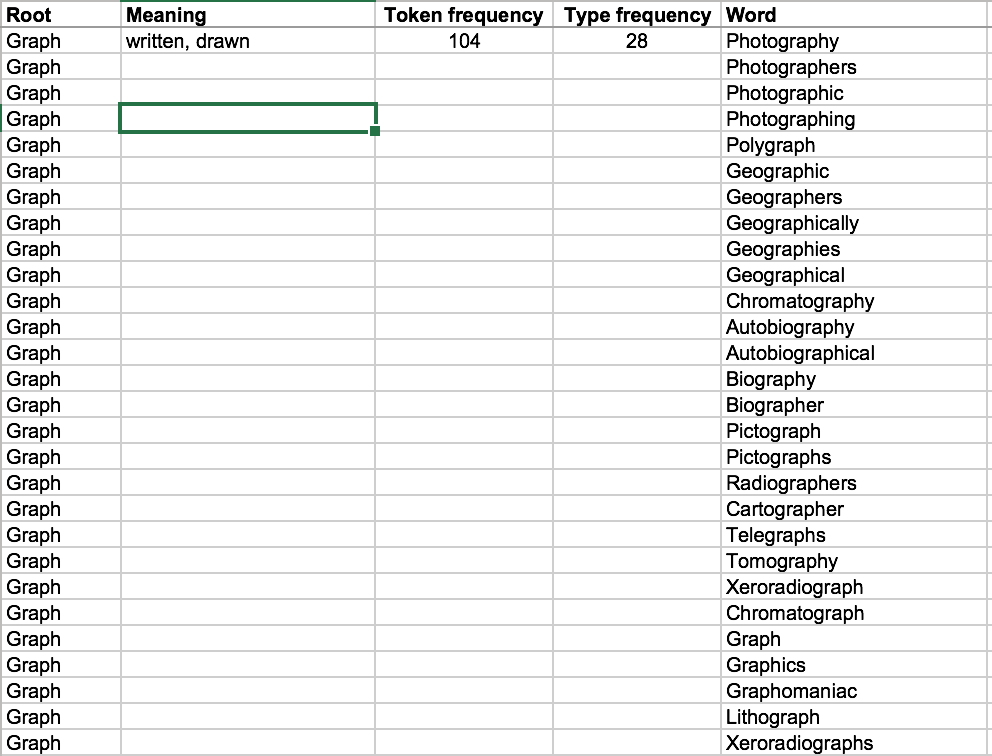 Root Meaning Token frequency Type frequency Word
Graph written, drawn 104 28 Photography
Graph Photographers
Graph Photographic
Graph Photographing
Graph Polygraph
Graph Geographic
Graph Geographers
Graph Geographically
Graph Geographies
Graph Geographical
Graph Chromatography
Graph Autobiography
Graph Autobiographical
Graph Biography
Graph Biographer
Graph Pictograph
Graph Pictographs
Graph Radiographers
Graph Cartographer
Graph Telegraphs
Graph Tomography
Graph Xeroradiograph
Graph Chromatograph
Graph Graph
Graph Graphics
Graph Graphomaniac
Graph Lithograph
Graph Xeroradiographs